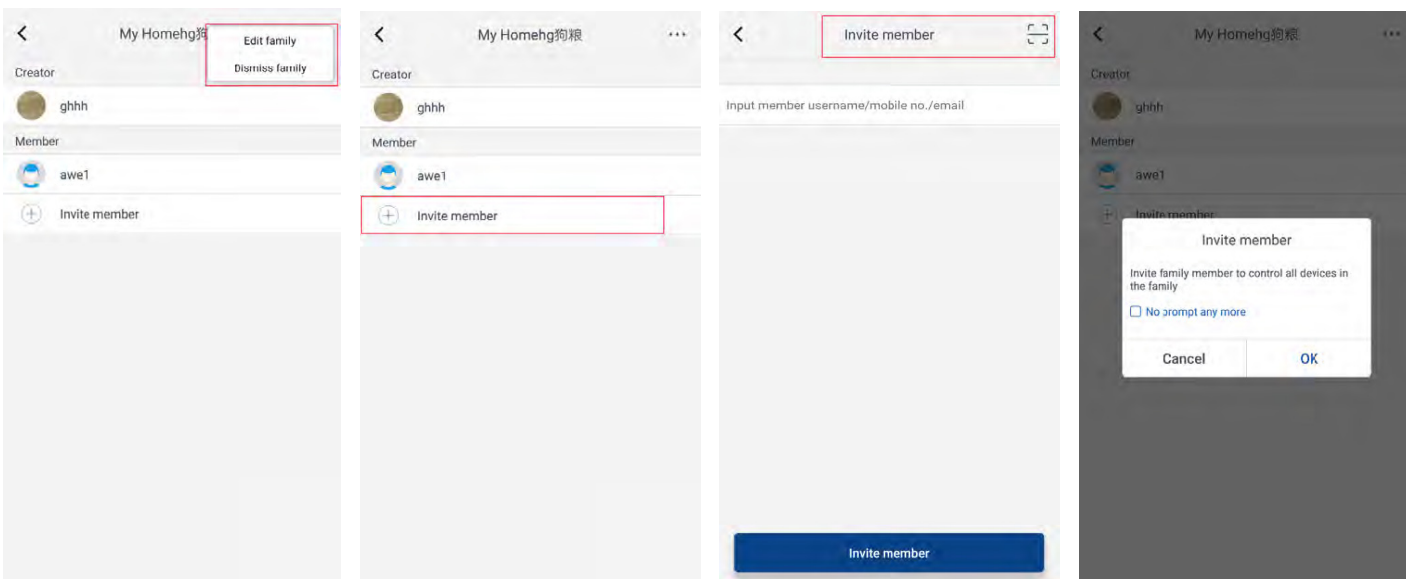 My Homehg狗
Edit family
Dismiss family
Creator
ghhh
Member
awe1
Invite member
My Homehg狗粮
Creator
ghhh
Member
awe1
Invite member
Invite member
Input member username/mobile no./email
Invite member
My Homehg狗粮
Creator
ghhh
Member
awe1
Invite member
Invite member
Invite family member to control all devices in
the family
No prompt any more
Cancel
OK